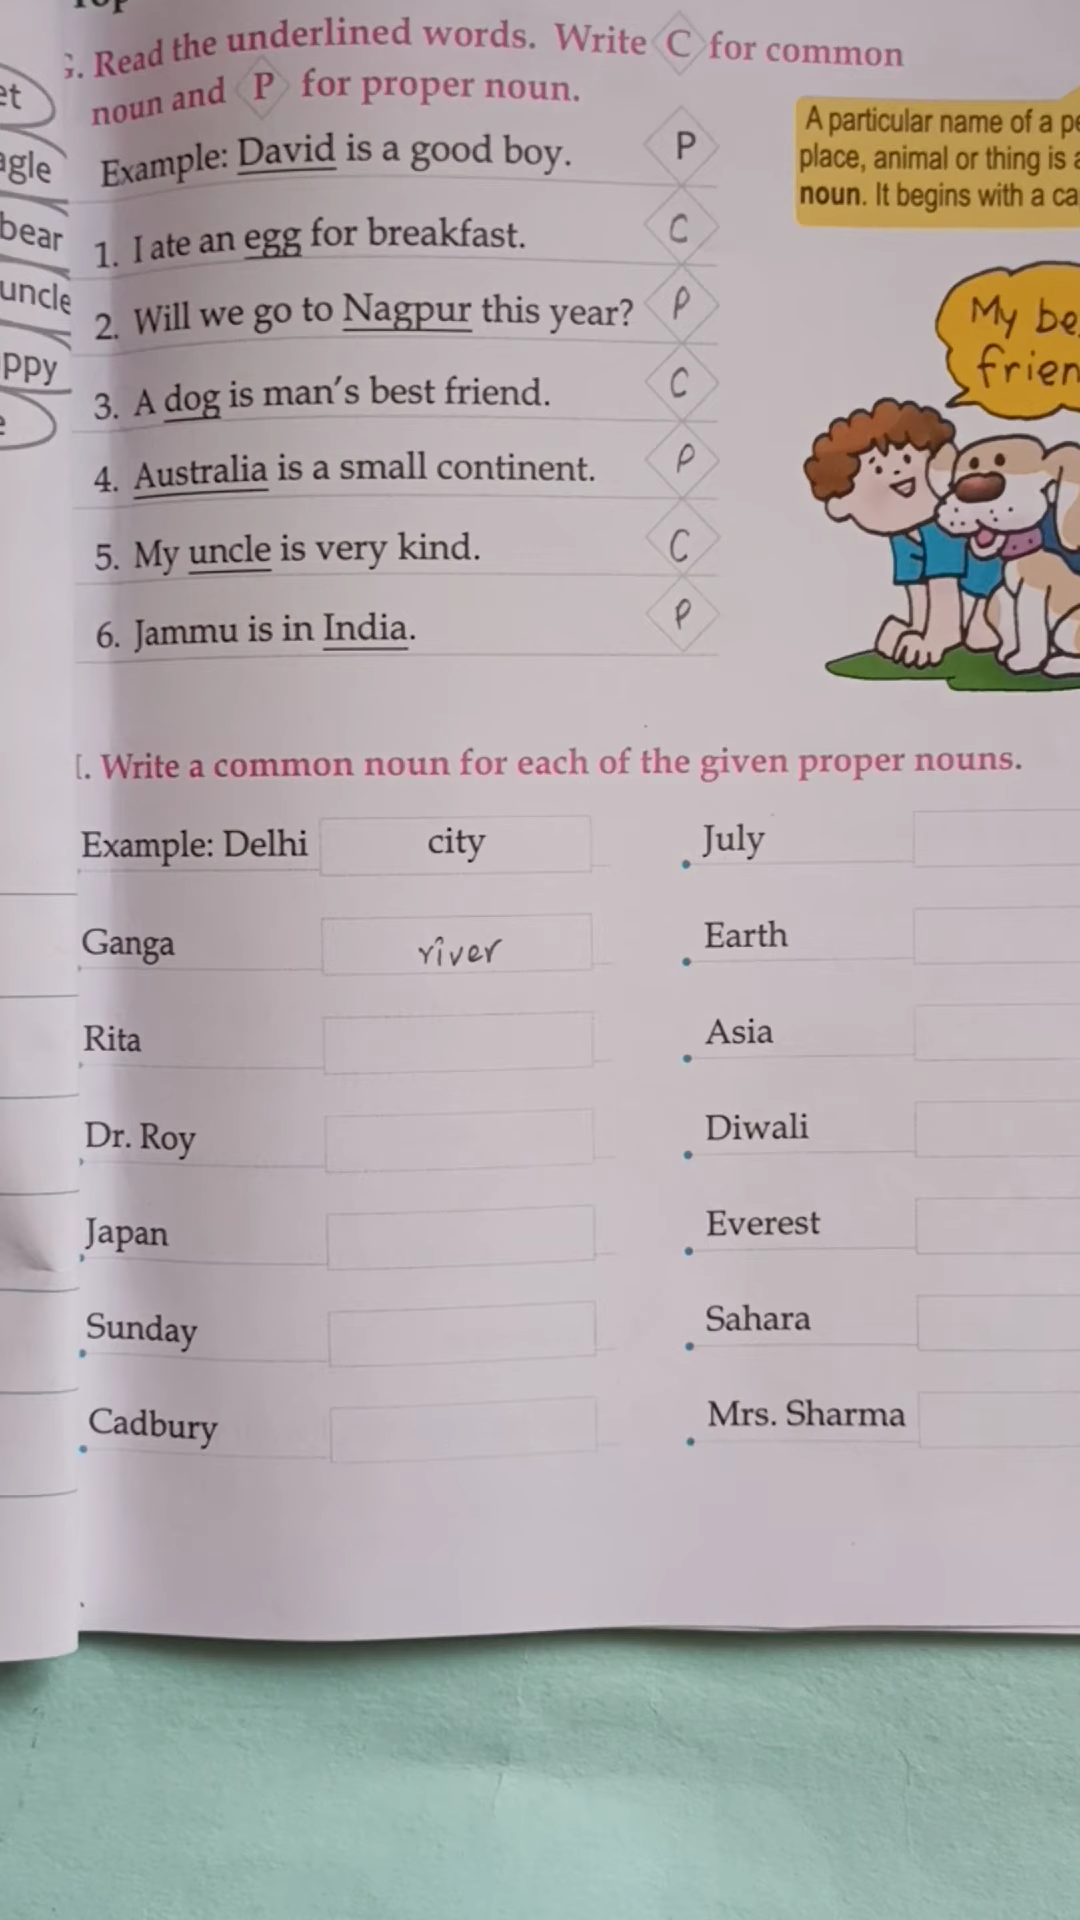 Read the underlined words. Write C for common
noun and P for proper noun.
Example: David is a good boy. P
1. I ate an egg for breakfast. C
2. Will we go to Nagpur this year? P
3. A dog is man's best friend. C
4. Australia is a small continent. P
5. My uncle is very kind. C
6. Jammu is in India. P
A particular name of a
place, animal or thing is
noun. It begins with a
My
bear
uncle
Write a common noun for each of the given proper nouns.
Example: Delhi city
Ganga river
Rita
Dr. Roy
Japan
Sunday
Cadbury
July
Earth
Asia
Diwali
Everest
Sahara
Mrs. Sharma